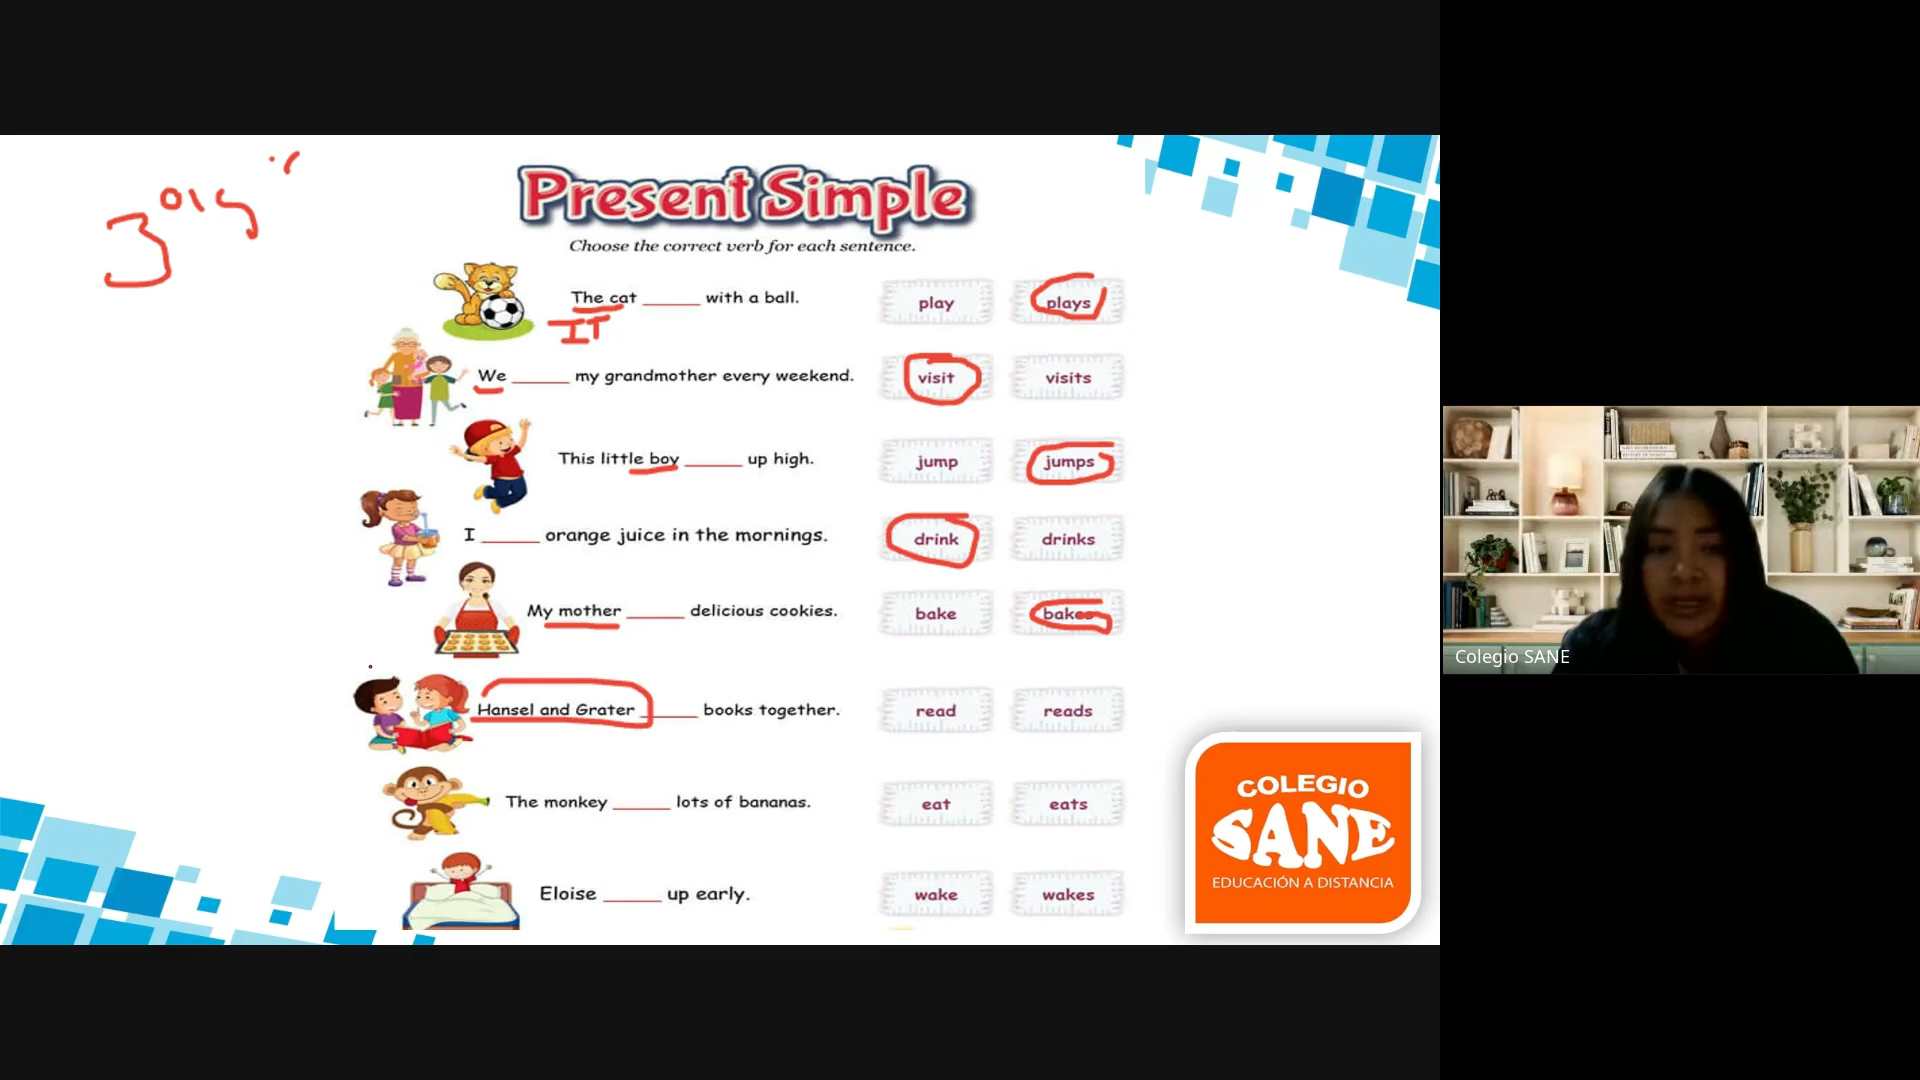 Present Simple
Choose the correct verb for each sentence.
The cat _____ with a ball. play plays
IT
We _____ my grandmother every weekend. visit visits
This little boy _____ up high. jump jumps
I _____ orange juice in the mornings. drink drinks
My mother _____ delicious cookies. bake bakes
Hansel and Grater _____ books together. read reads
The monkey _____ lots of bananas. eat eats
Eloise _____ up early. wake wakes
COLEGIO
SANE
EDUCACIÓN A DISTANCIA
Colegio SANE